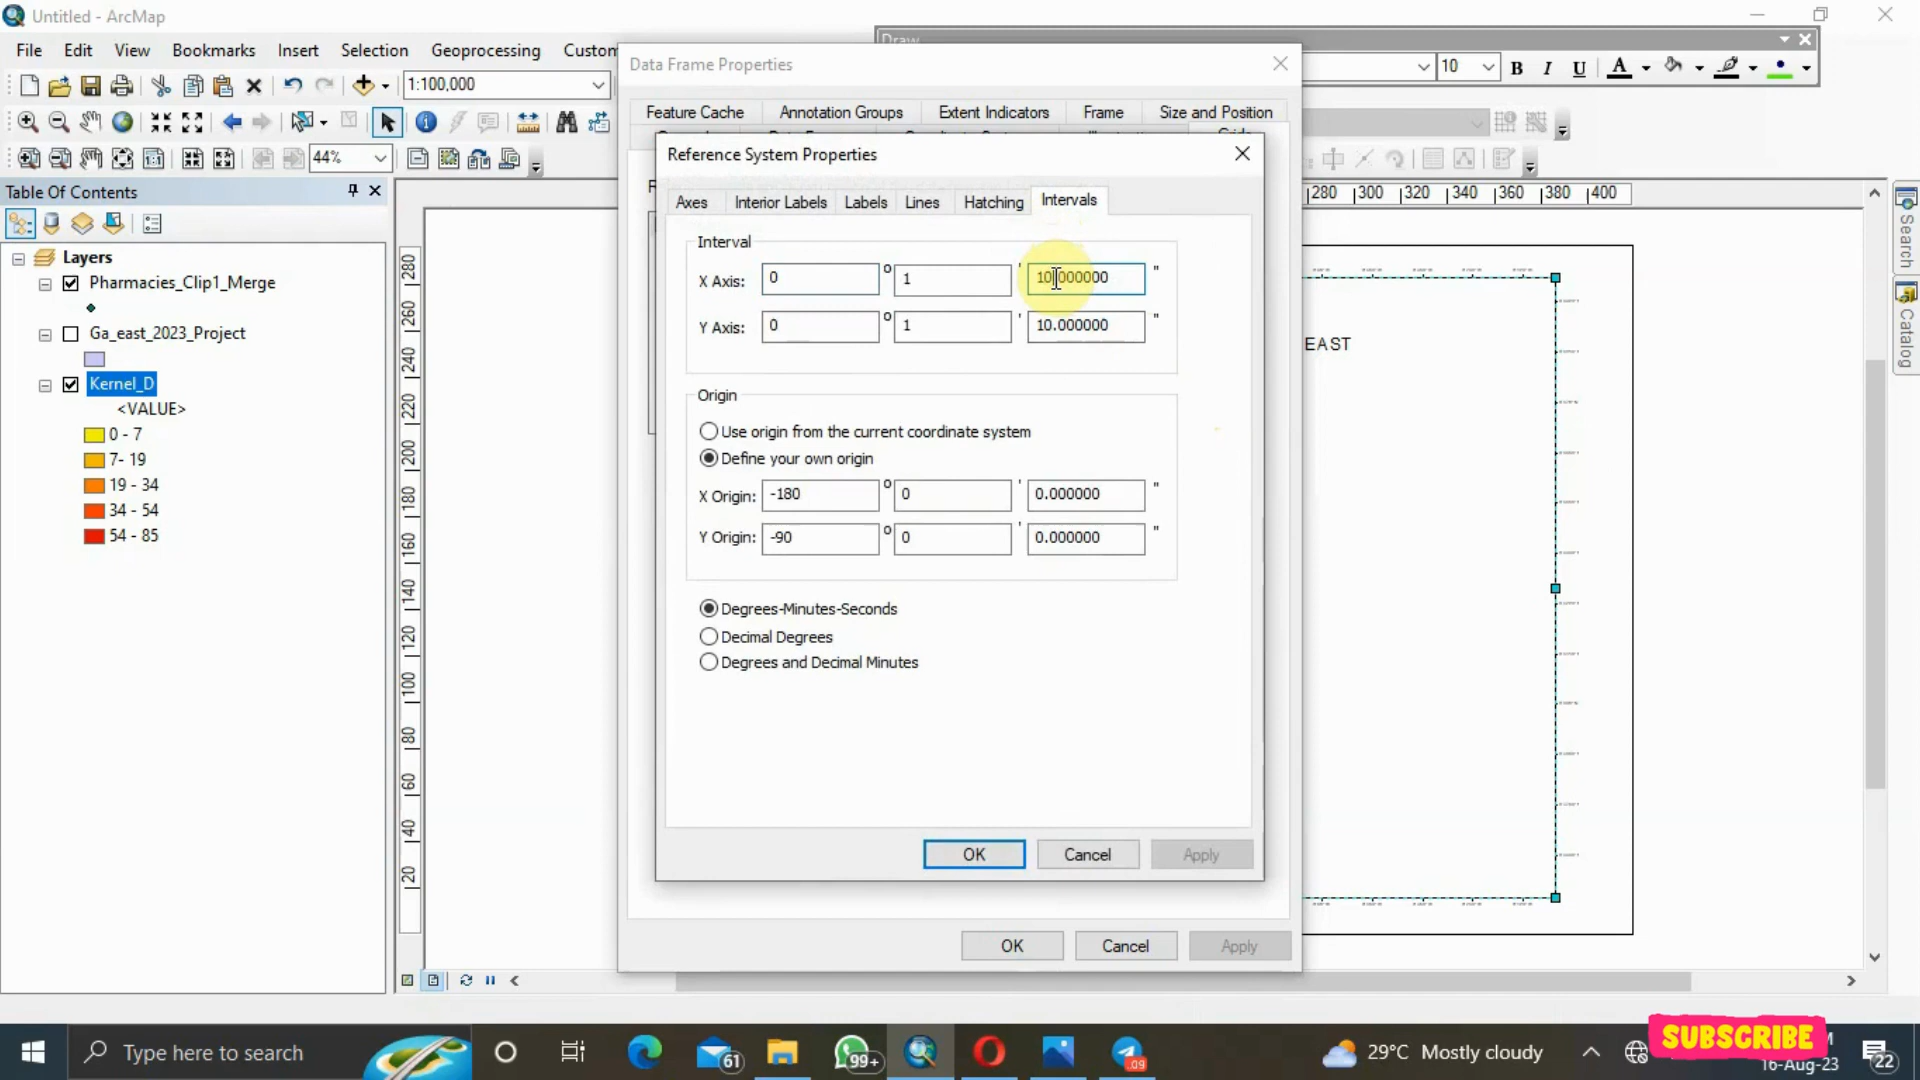 Untitled - ArcMap
File Edit View Bookmarks Insert Selection Geoprocessing Custom
1:100,000
10 B I U A
44%
Table Of Contents
Layers
Pharmacies_Clip1_Merge
Ga_east_2023_Project
Kernel_D
<VALUE>
0 - 7
7- 19
19 - 34
34 - 54
54 - 85
Draw
Data Frame Properties
Feature Cache Annotation Groups Extent Indicators Frame Size and Position
Reference System Properties
Axes Interior Labels Labels Lines Hatching Intervals
Interval
X Axis: 0 ° 1 ' 10.000000 "
Y Axis: 0 ° 1 ' 10.000000 "
Origin
Use origin from the current coordinate system
Define your own origin
X Origin: -180 ° 0 ' 0.000000 "
Y Origin: -90 ° 0 ' 0.000000 "
Degrees-Minutes-Seconds
Decimal Degrees
Degrees and Decimal Minutes
OK Cancel Apply
OK Cancel Apply
280 300 320 340 360 380 400
280
260
240
220
200
180
160
140
120
100
80
60
40
20
EAST
Search
Catalog
Type here to search
61
99+
.09
29°C Mostly cloudy
SUBSCRIBE
16-Aug-23
22